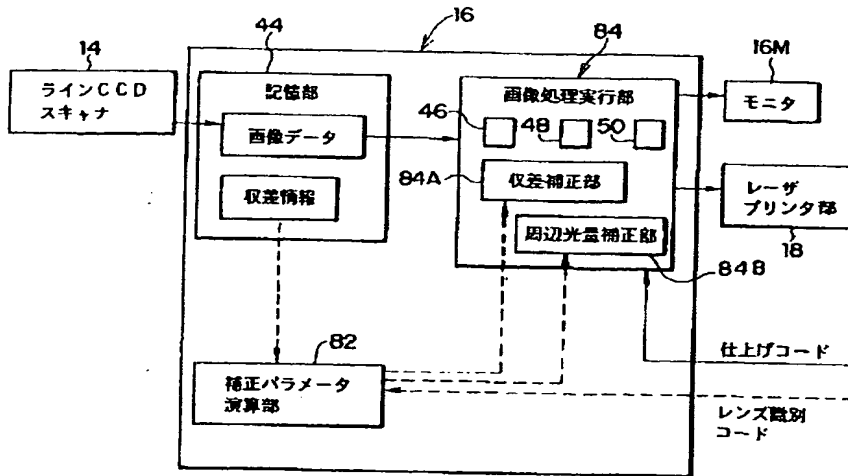 14
ラインCCD
スキャナ
44
記憶部
画像データ
収差情報
16
84
画像処理実行部
46
48
50
84A
収差補正部
周辺光量補正部
84B
16M
モニタ
レーザ
プリンタ部
18
82
補正パラメータ
演算部
仕上げコード
レンズ識別
コード